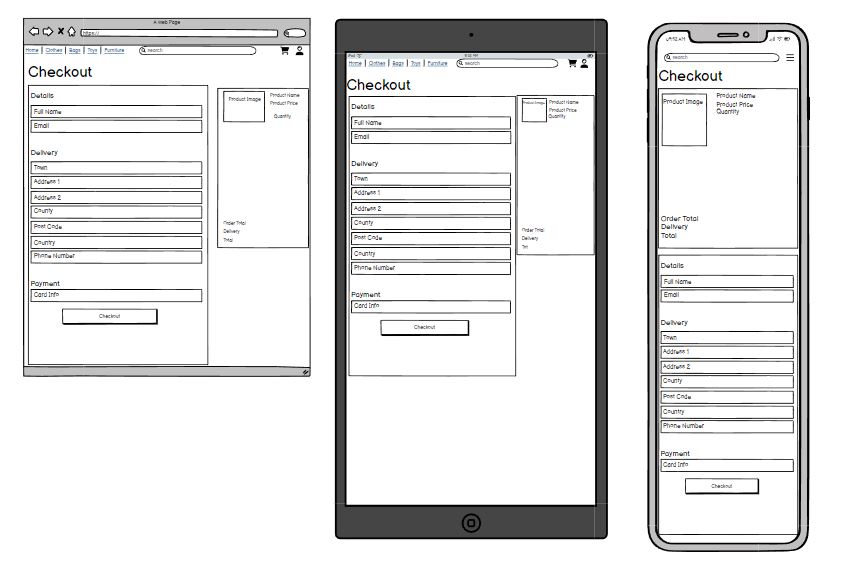 A Web Page
https://
Home Clothes Bags Toys Furniture search
Checkout
Details
Full Name
Email
Delivery
Town
Address 1
Address 2
County
Post Code
Country
Phone Number
Payment
Card Info
Checkout
Product Image
Product Name
Product Price
Quantity
Order Total
Delivery
Total
iPad 9:52 AM
Home Clothes Bags Toys Furniture search
Checkout
Details
Full Name
Email
Delivery
Town
Address 1
Address 2
County
Post Code
Country
Phone Number
Payment
Card Info
Checkout
Product Image
Product Name
Product Price
Quantity
Order Total
Delivery
09:52 AM
search
Checkout
Product Image
Product Name
Product Price
Quantity
Order Total
Delivery
Total
Details
Full Name
Email
Delivery
Town
Address 1
Address 2
County
Post Code
Country
Phone Number
Payment
Card Info
Checkout